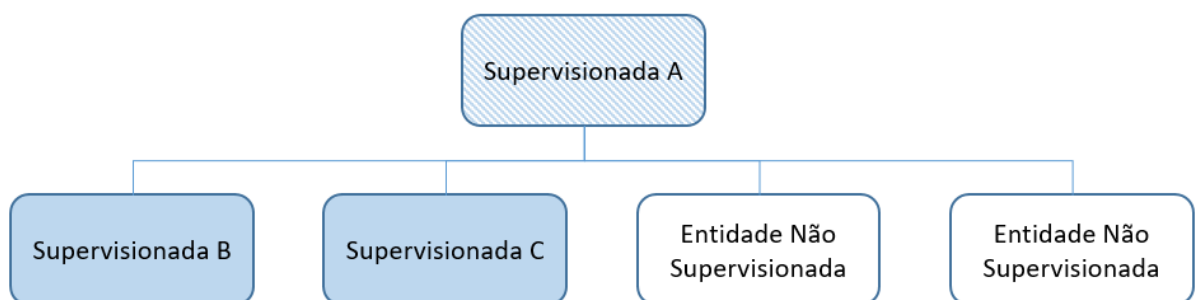 Supervisionada A
Supervisionada B
Supervisionada C
Entidade Não
Supervisionada
Entidade Não
Supervisionada